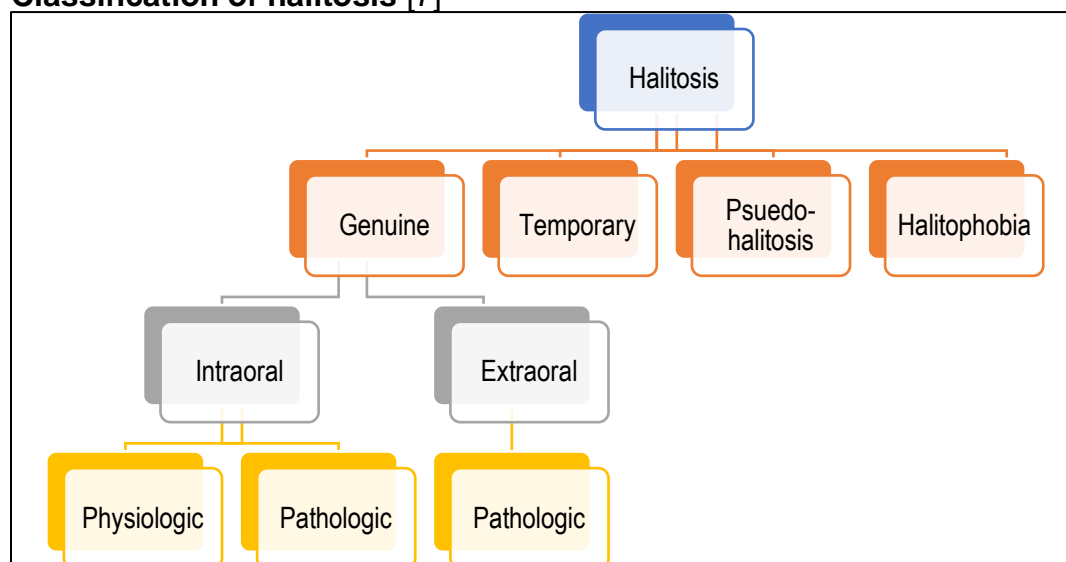 Classification of halitosis [7]
Halitosis
Genuine
Temporary
Psuedo-
halitosis
Halitophobia
Intraoral
Extraoral
Physiologic
Pathologic
Pathologic